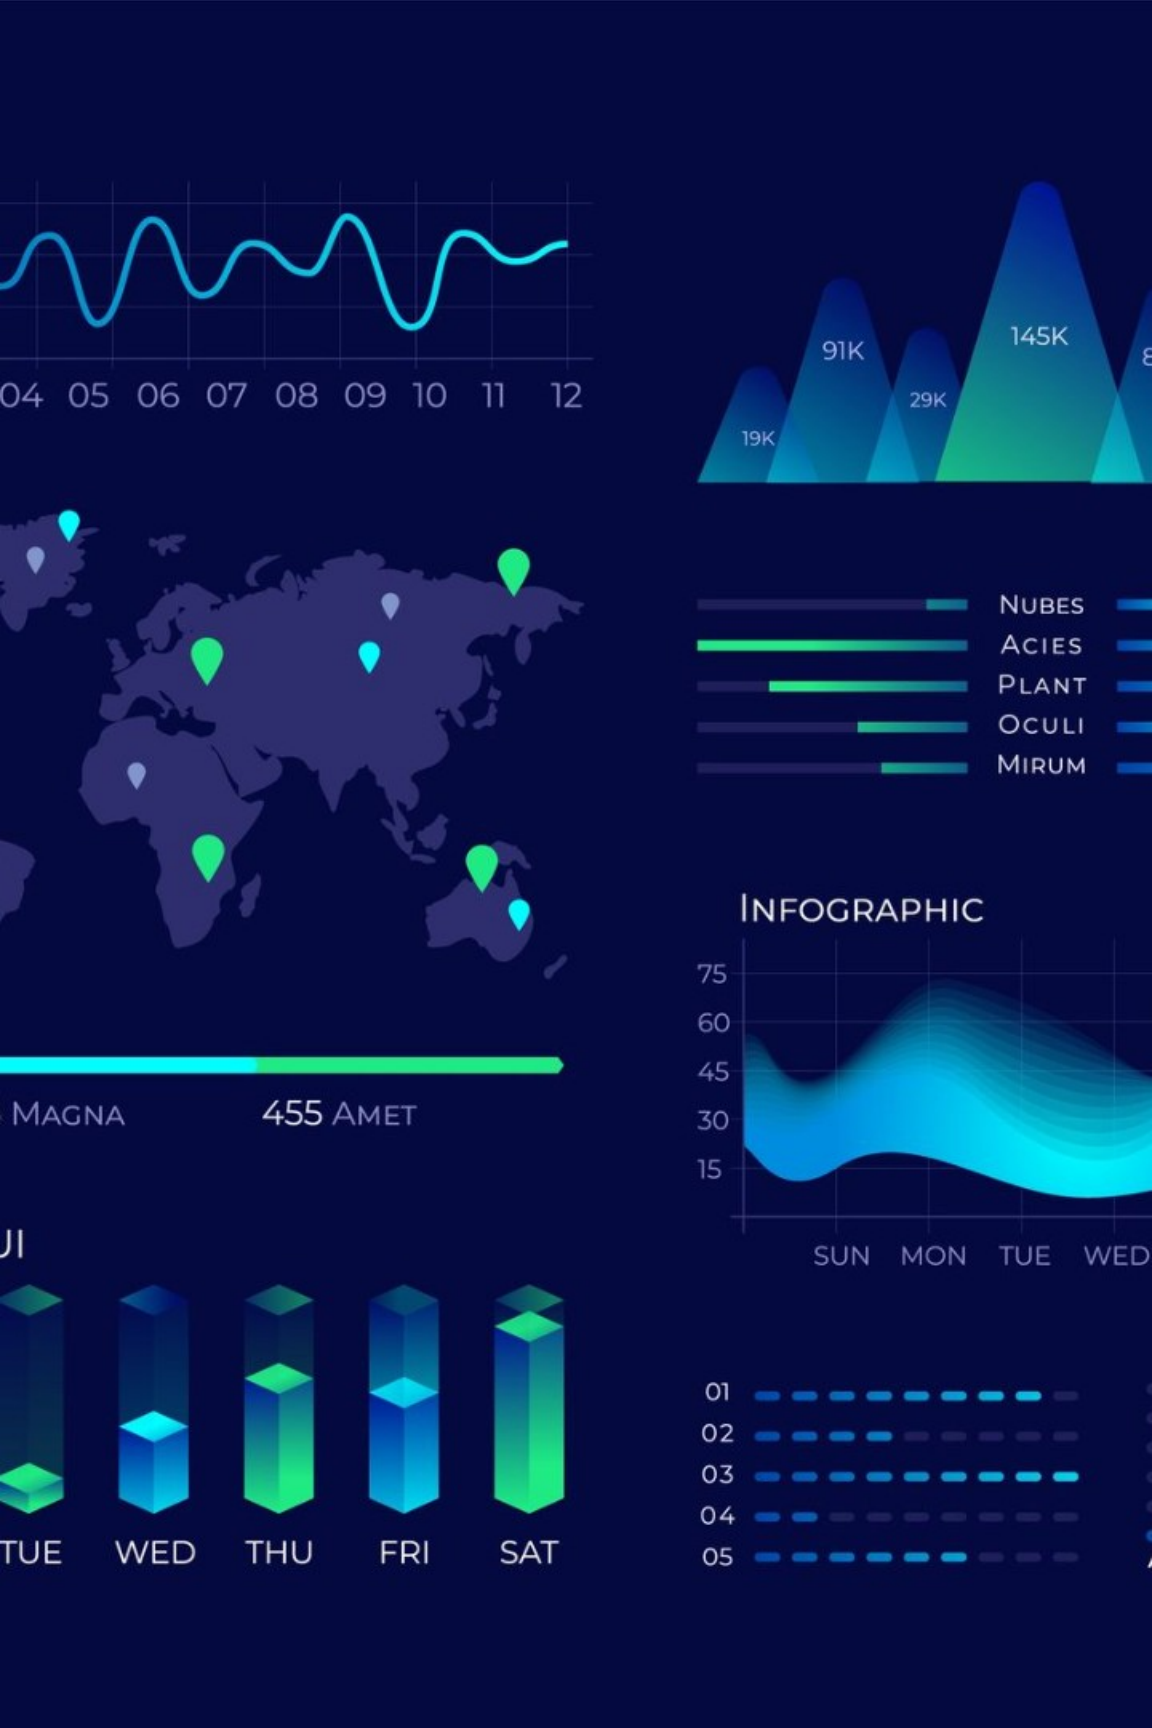 04 05 06 07 08 09 10 11 12
MAGNA
455 AMET
UI
TUE WED THU FRI SAT
19K
91K
29K
145K
8
NUBES
ACIES
PLANT
OCULI
MIRUM
INFOGRAPHIC
75
60
45
30
15
SUN MON TUE WED
01
02
03
04
05